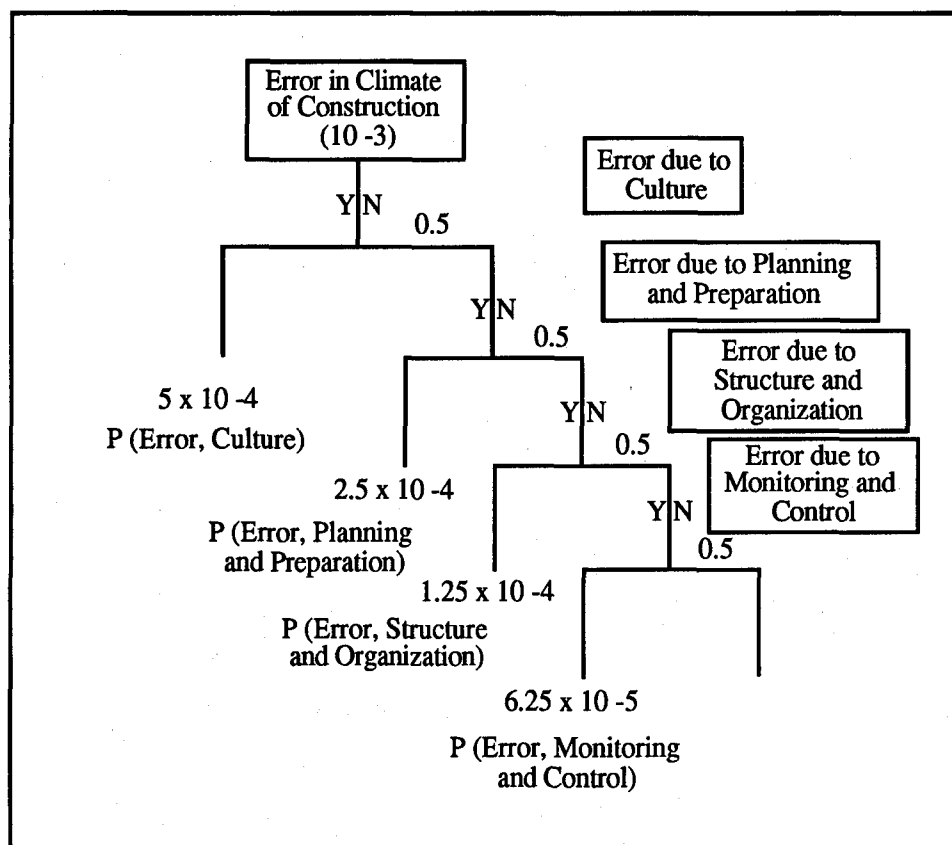 Error in Climate
of Construction
(10 -3)
Error due to
Culture
Y N
0.5
Error due to Planning
and Preparation
Y N
0.5
Error due to
Structure and
Organization
5 x 10 -4
P (Error, Culture)
Y N
0.5
Error due to
Monitoring and
Control
2.5 x 10 -4
P (Error, Planning
and Preparation)
Y N
0.5
1.25 x 10 -4
P (Error, Structure
and Organization)
6.25 x 10 -5
P (Error, Monitoring
and Control)